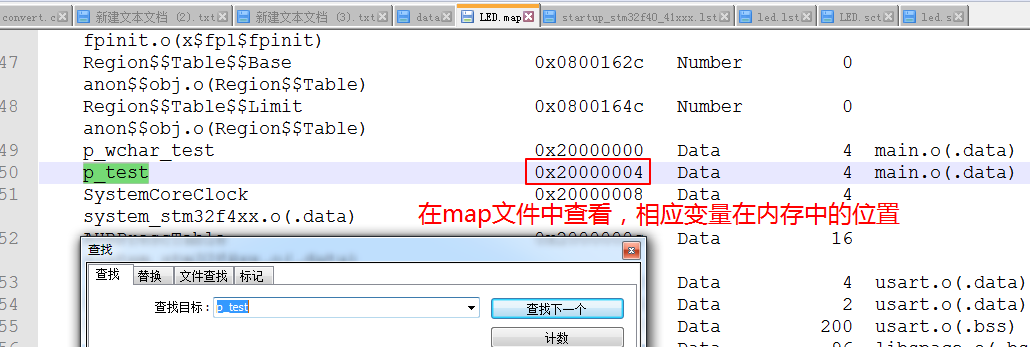 convert.c 新建文本文档 (2).txt 新建文本文档 (3).txt data LED.map startup_stm32f40_41xxx.lst led.lst LED.sct led.s
fpinit.o(x$fpl$fpinit)
47 Region$$Table$$Base 0x0800162c Number 0
anon$$obj.o(Region$$Table)
48 Region$$Table$$Limit 0x0800164c Number 0
anon$$obj.o(Region$$Table)
49 p_wchar_test 0x20000000 Data 4 main.o(.data)
50 p_test 0x20000004 Data 4 main.o(.data)
51 SystemCoreClock 0x20000008 Data 4
system_stm32f4xx.o(.data)
在map文件中查看，相应变量在内存中的位置
52 Data 16
53 Data 4 usart.o(.data)
54 Data 2 usart.o(.data)
55 Data 200 usart.o(.bss)
查找
查找 替换 文件查找 标记
查找目标： p_test 查找下一个
计数